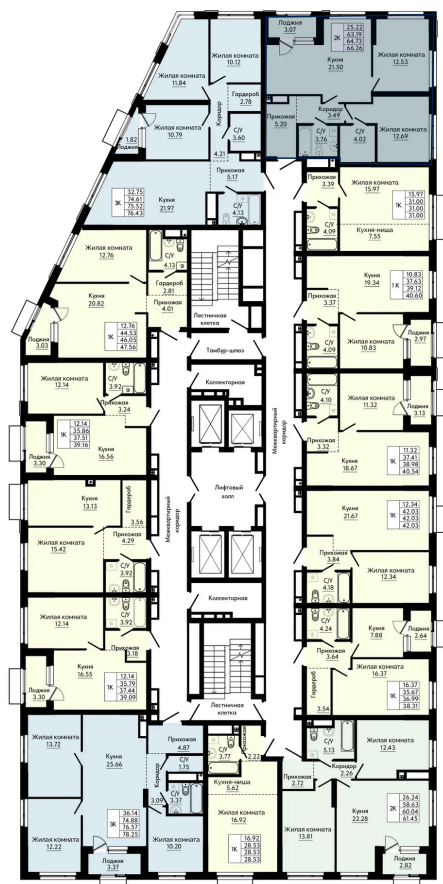 Жилая комната
10.12
Жилая комната
11.84
Гардероб
2.78
Коридор
Жилая комната
10.79
С/У
3.60
1.82
Лоджия
4.21
Прихожая
5.17
3К
32.75
74.61
75.52
76.43
Кухня
21.97
С/У
4.13
Лоджия
3.07
2К
25.22
63.19
64.73
66.26
Кухня
21.50
Жилая комната
12.53
Прихожая
5.20
Коридор
3.49
С/У
3.76
С/У
4.02
Жилая комната
12.69
Прихожая
3.39
Жилая комната
15.97
1К
15.97
31.00
31.00
31.00
С/У
4.09
Кухня-ниша
7.55
Жилая комната
12.76
С/У
4.13
Гардероб
2.81
Кухня
20.82
Прихожая
4.01
1К
12.76
44.53
46.05
47.56
Лоджия
3.03
Лестничная
клетка
Тамбур-шлюз
Коллекторная
Кухня
19.34
1К
10.83
37.63
39.12
40.60
Прихожая
3.37
С/У
4.09
Жилая комната
10.83
Лоджия
2.97
Жилая комната
12.14
С/У
3.92
Прихожая
3.24
1К
12.14
35.86
37.51
39.16
Кухня
16.56
Лоджия
3.30
С/У
4.10
Жилая комната
11.32
Лоджия
3.13
Прихожая
3.32
Кухня
18.67
1К
11.32
37.41
38.98
40.54
Межквартирный
коридор
Лифтовый
холл
Межквартирный
коридор
Кухня
13.13
Гардероб
3.56
Жилая комната
15.42
Прихожая
4.29
С/У
3.92
Кухня
21.67
1К
12.34
42.03
42.03
42.03
Прихожая
3.84
С/У
4.18
Жилая комната
12.34
Коллекторная
Жилая комната
12.14
С/У
3.92
Прихожая
3.18
Кухня
16.55
1К
12.14
35.79
37.44
39.09
Лоджия
3.30
С/У
4.24
Кухня
7.88
Лоджия
2.64
Прихожая
3.64
Жилая комната
16.37
Гардероб
3.54
1К
16.37
35.67
36.99
38.31
Лестничная
клетка
Жилая комната
13.72
Кухня
25.66
Прихожая
4.87
С/У
1.75
Коридор
3.09
С/У
3.37
3К
36.14
74.88
76.57
78.25
Жилая комната
12.22
Лоджия
3.37
Жилая комната
10.20
С/У
3.77
Прихожая
2.22
Кухня-ниша
5.62
Жилая комната
16.92
1К
16.92
28.53
28.53
28.53
С/У
5.13
Жилая комната
12.43
Коридор
2.26
Прихожая
2.72
Жилая комната
13.81
Кухня
22.28
2К
26.24
58.63
60.04
61.45
Лоджия
2.82